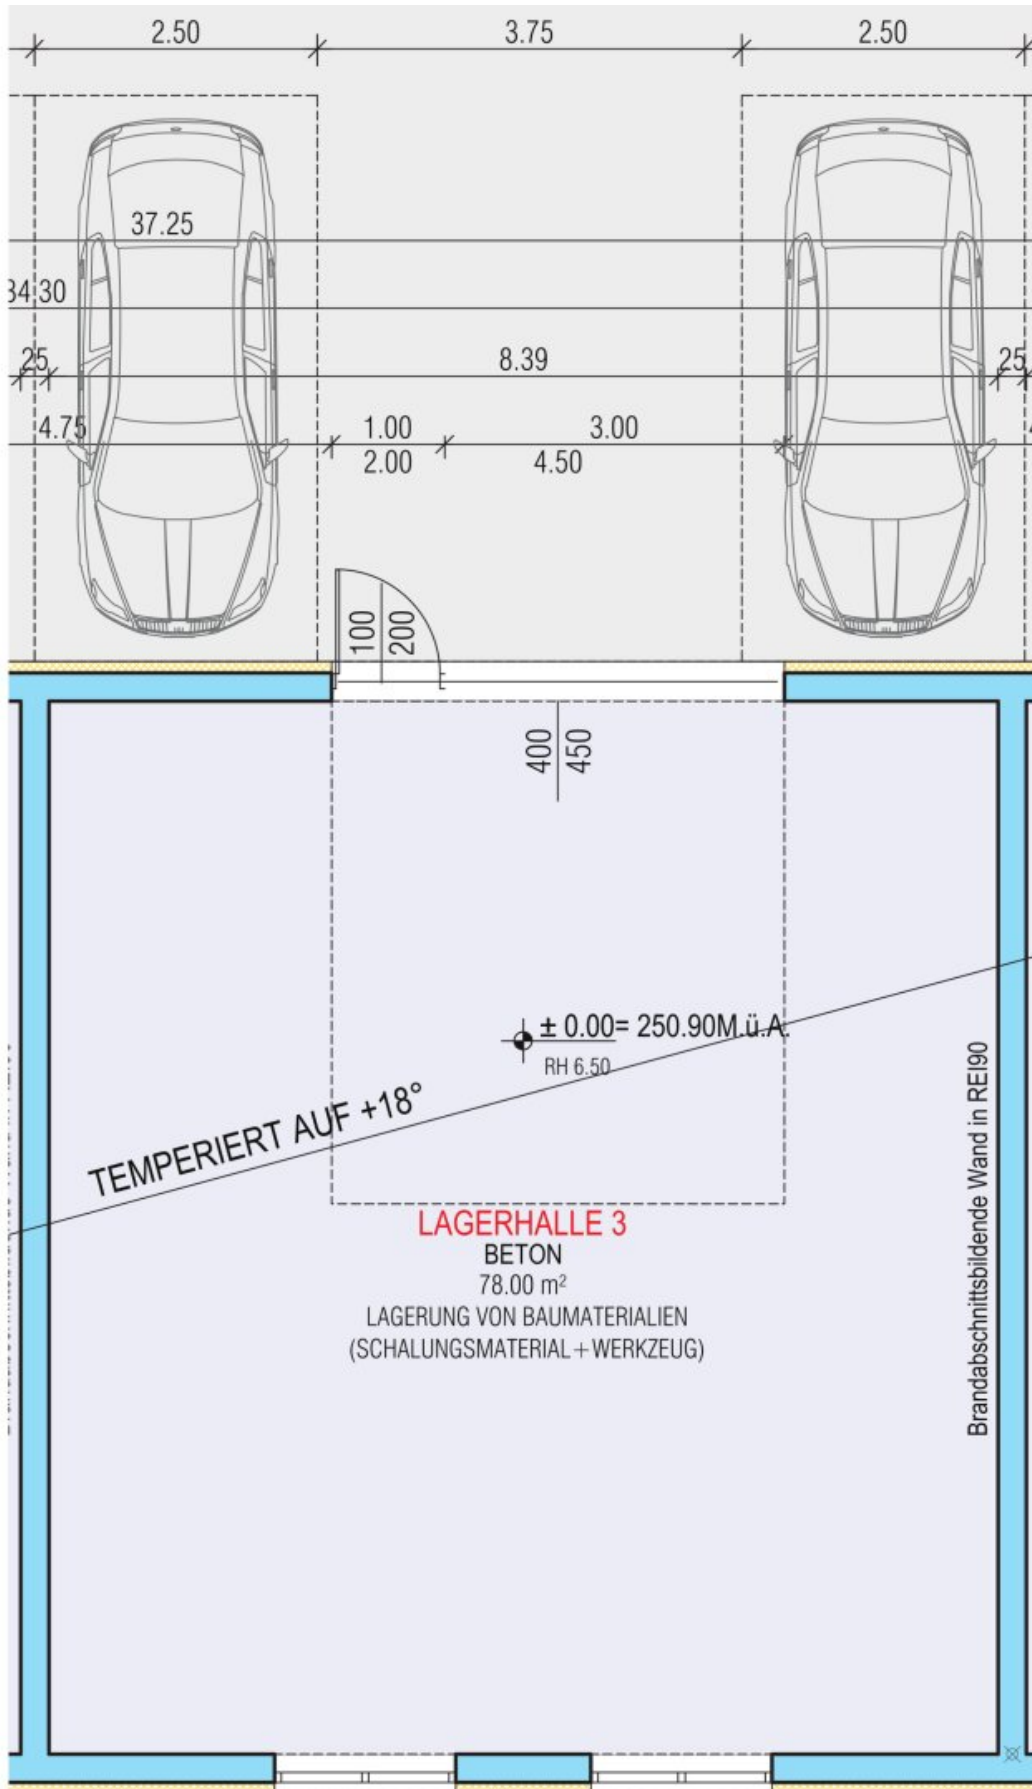 2.50 3.75 2.50
37.25
34.30
25 8.39 25
4.75 1.00 3.00
2.00 4.50
100
200
400
450
± 0.00= 250.90M.ü.A.
RH 6.50
TEMPERIERT AUF +18°
LAGERHALLE 3
BETON
78.00 m²
LAGERUNG VON BAUMATERIALIEN
(SCHALUNGSMATERIAL+WERKZEUG)
Brandabschnittsbildende Wand in REI90